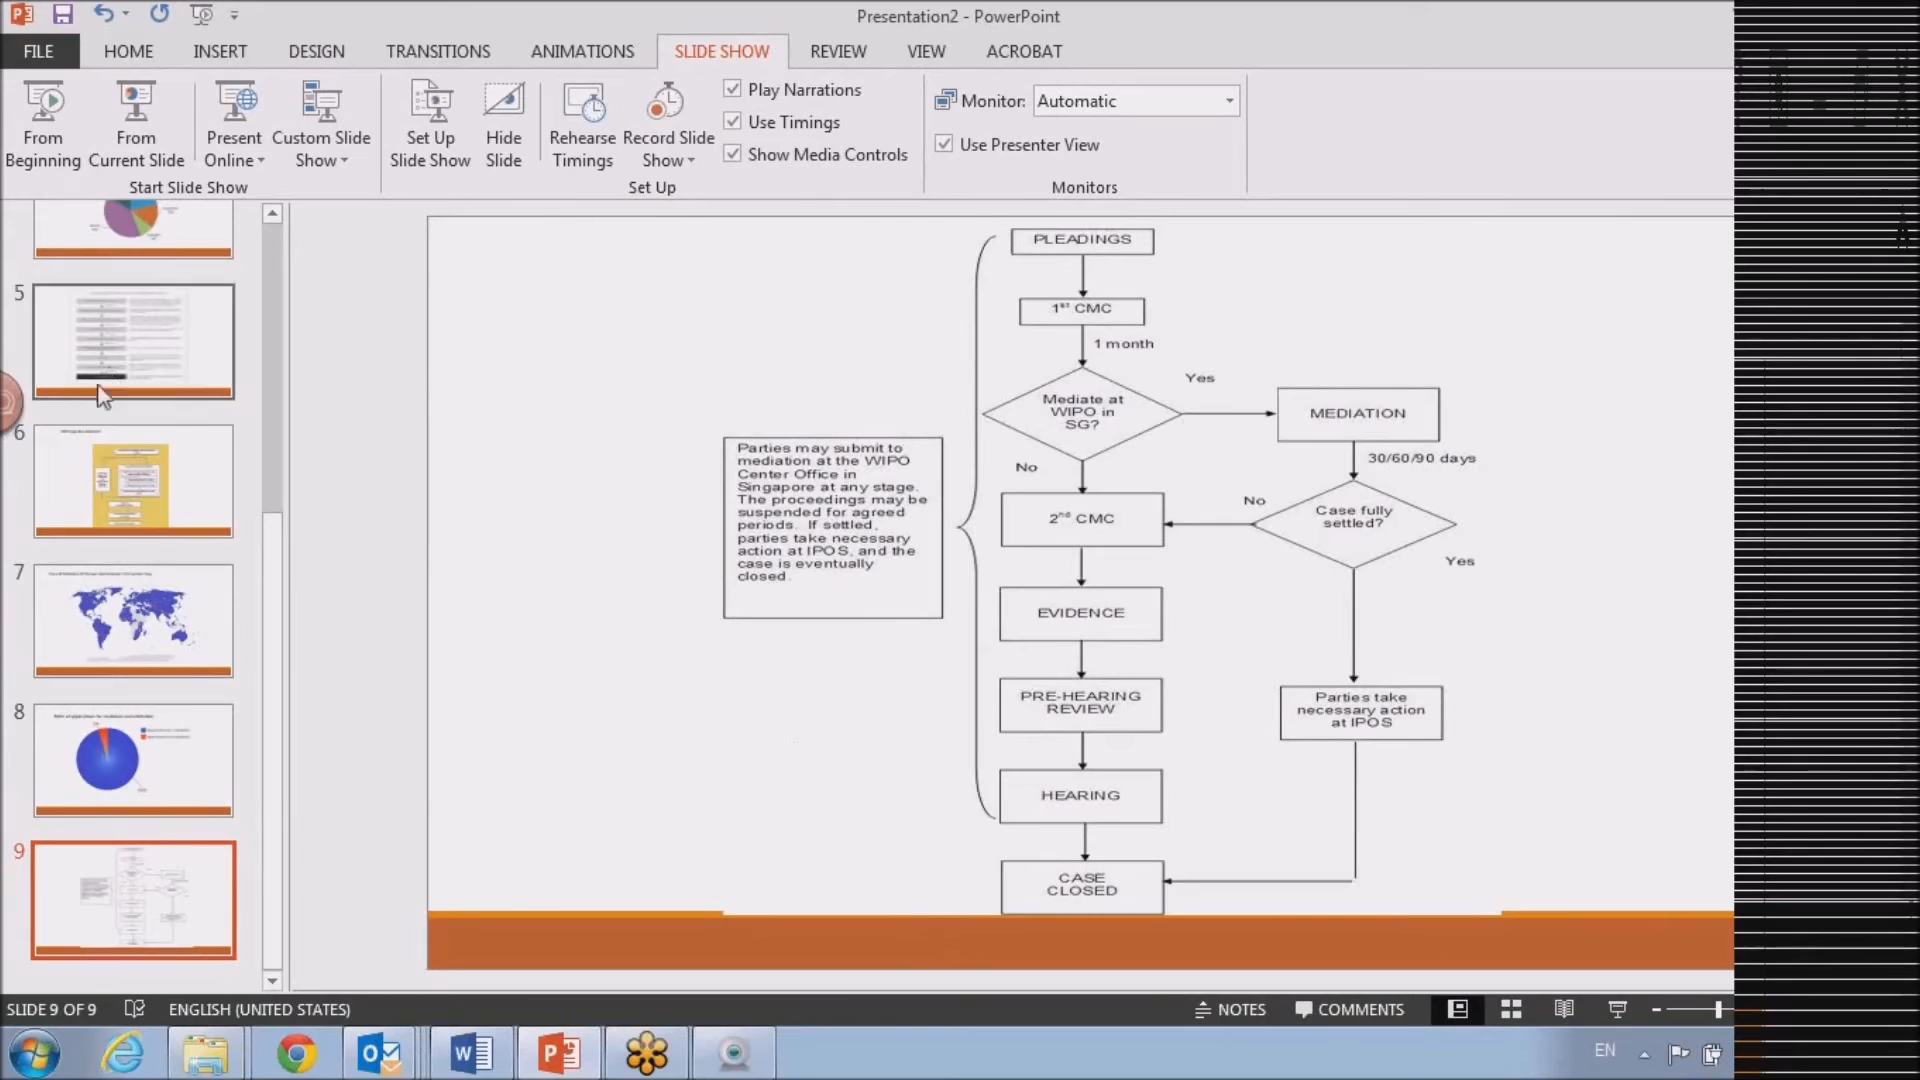 Presentation2 - PowerPoint
FILE
HOME
INSERT
DESIGN
TRANSITIONS
ANIMATIONS
SLIDE SHOW
REVIEW
VIEW
ACROBAT
From Beginning
From Current Slide
Present Online
Custom Slide Show
Start Slide Show
Set Up Slide Show
Hide Slide
Rehearse Timings
Record Slide Show
Play Narrations
Use Timings
Show Media Controls
Set Up
Monitor: Automatic
Use Presenter View
Monitors
5
6
7
8
9
PLEADINGS
1st CMC
1 month
Mediate at
WIPO in
SG?
Yes
MEDIATION
30/60/90 days
No
Parties may submit to
mediation at the WIPO
Center Office in
Singapore at any stage.
The proceedings may be
suspended for agreed
periods. If settled,
parties take necessary
action at IPOS, and the
case is eventually
closed.
2nd CMC
No
Case fully
settled?
Yes
EVIDENCE
PRE-HEARING
REVIEW
Parties take
necessary action
at IPOS
HEARING
CASE
CLOSED
SLIDE 9 OF 9
ENGLISH (UNITED STATES)
NOTES
COMMENTS
EN